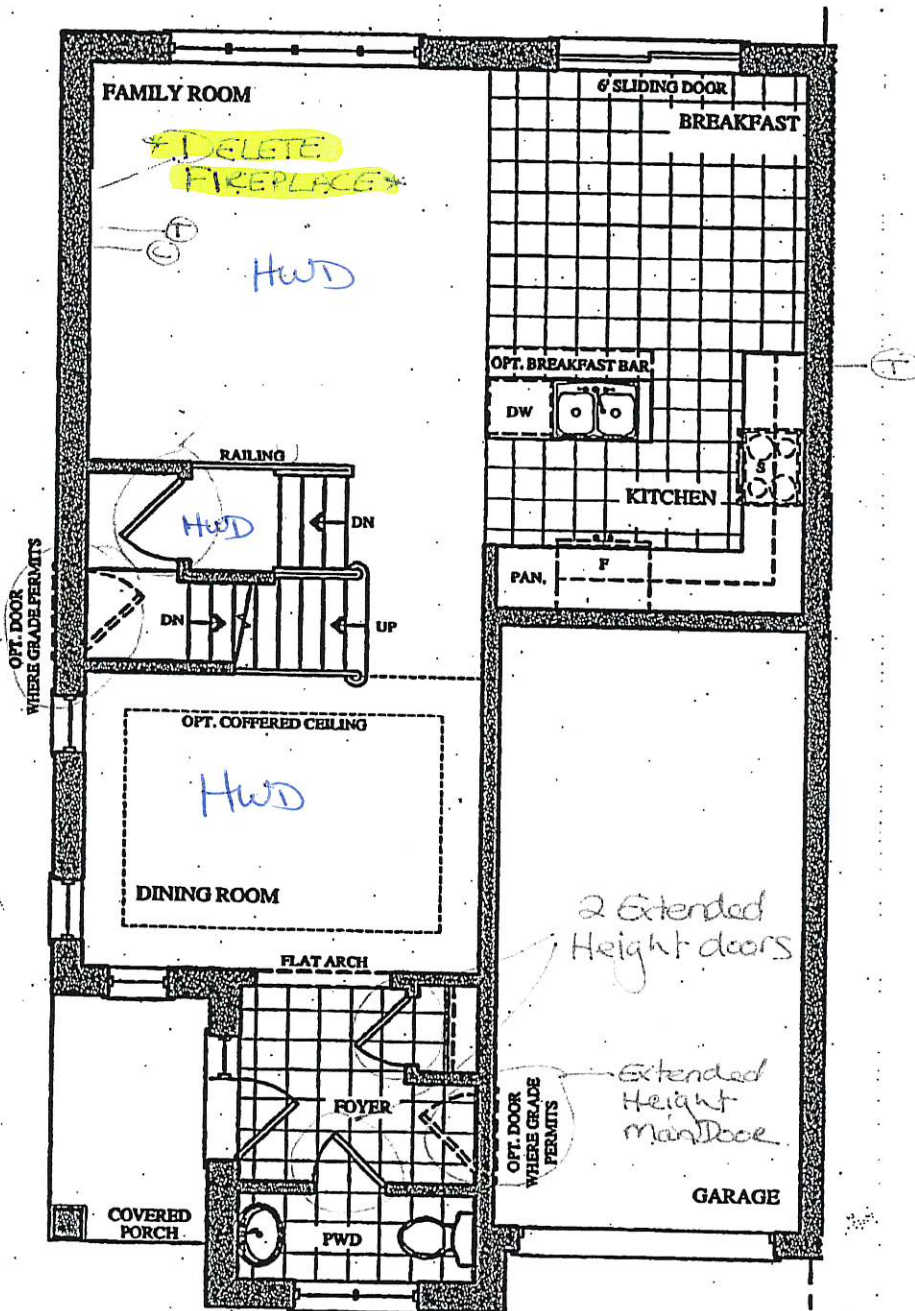 FAMILY ROOM
*DELETE
FIREPLACE*
T
C
HWD
6' SLIDING DOOR
BREAKFAST
OPT. BREAKFAST BAR
DW
T
S
KITCHEN
F
PAN.
RAILING
HWD
DN
DN
UP
OPT. DOOR
WHERE GRADE PERMITS
OPT. COFFERED CEILING
HWD
DINING ROOM
FLAT ARCH
2 Extended
Height doors
FOYER
OPT. DOOR
WHERE GRADE
PERMITS
Extended
Height
ManDoor
GARAGE
COVERED
PORCH
PWD